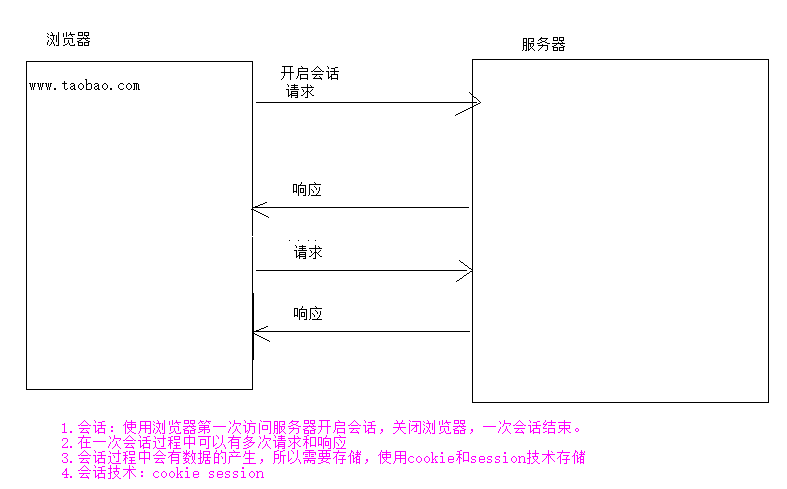 浏览器
服务器
www.taobao.com
开启会话
请求
响应
....
请求
响应
1.会话：使用浏览器第一次访问服务器开启会话，关闭浏览器，一次会话结束。
2.在一次会话过程中可以有多次请求和响应
3.会话过程中会有数据的产生，所以需要存储，使用cookie和session技术存储
4.会话技术：cookie session